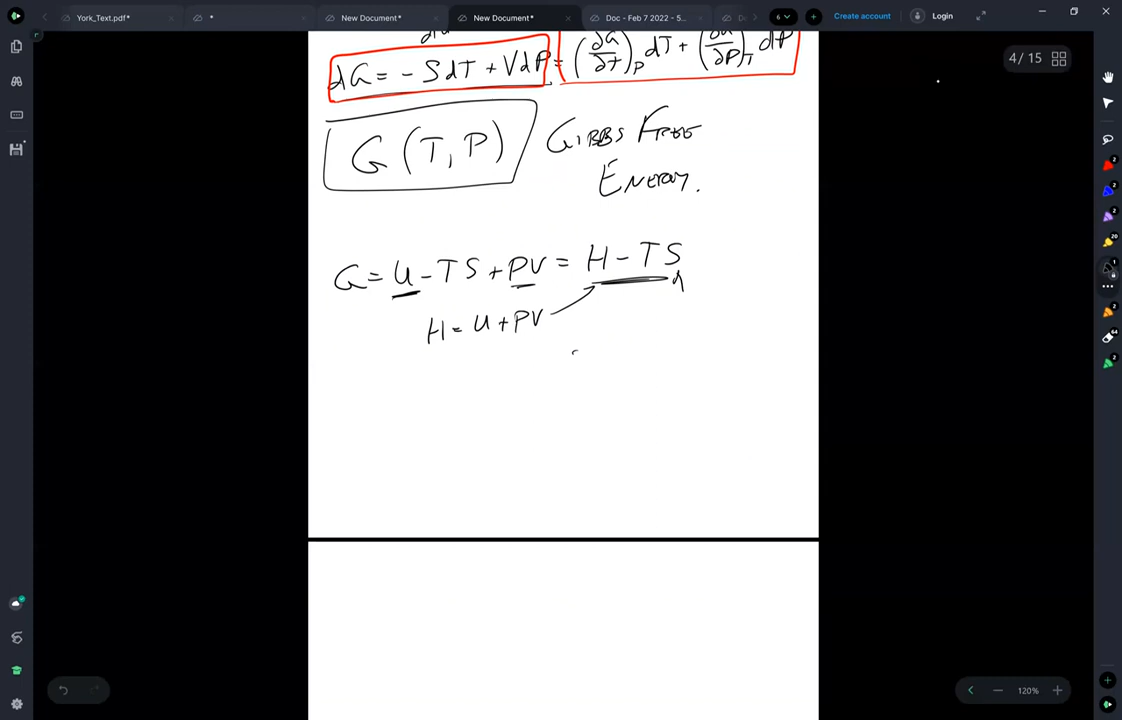 York_Text.pdf*
*
New Document*
New Document*
Doc - Feb 7 2022 - 5...
6
Create account
Login
4 / 15
dG = - SdT + VdP = (∂G/∂T)_P dT + (∂G/∂P)_T dP
G (T, P) GIBBS FREE
ENERGY.
G = U - TS + PV = H - TS
H = U + PV
120%